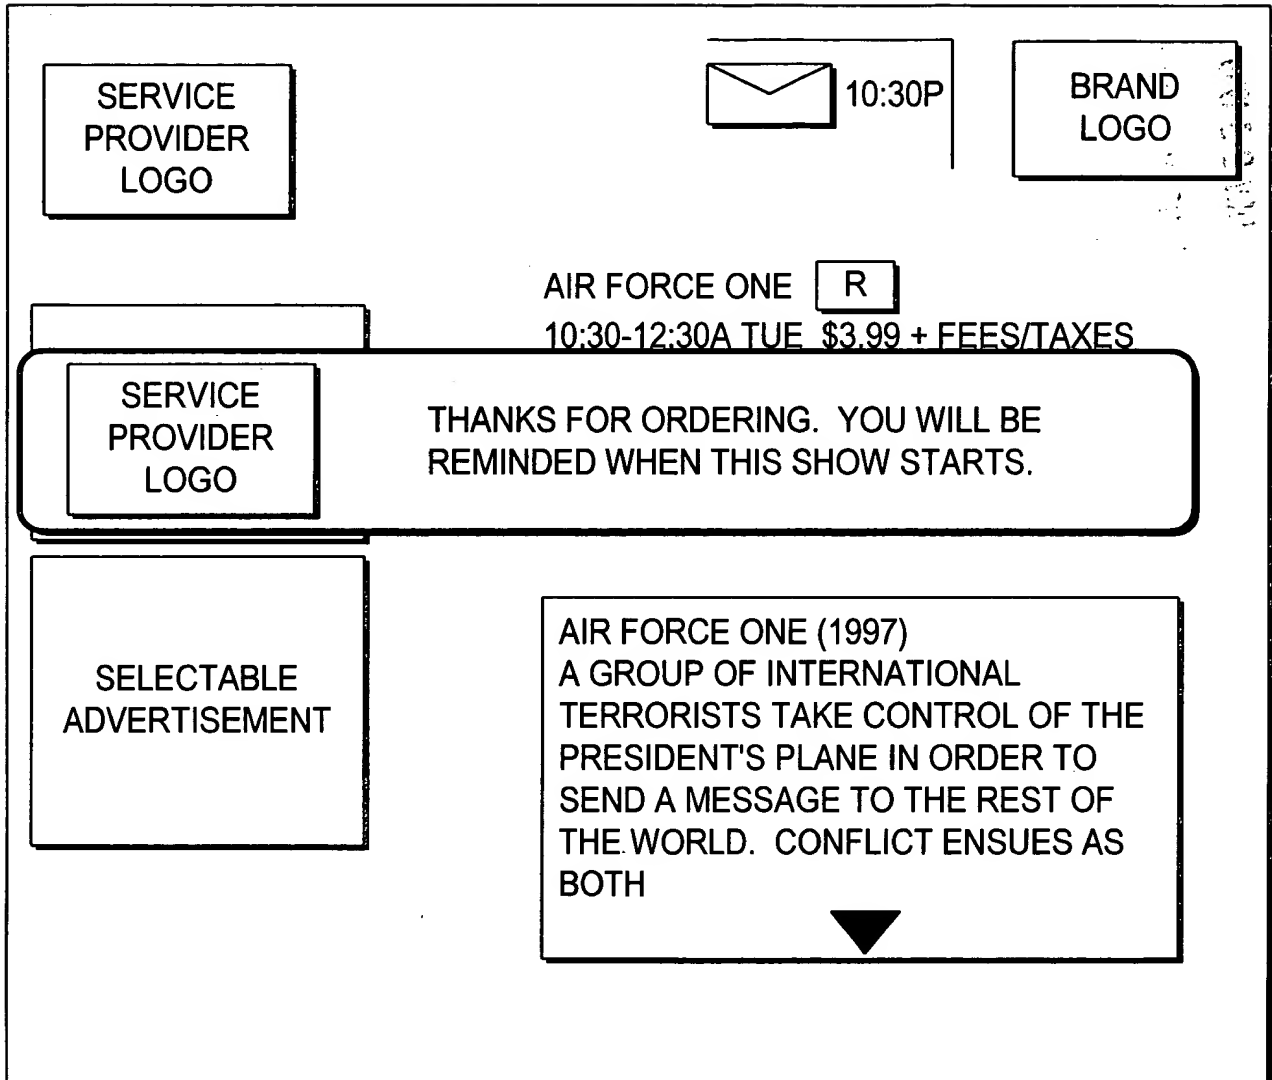 SERVICE
PROVIDER
LOGO
10:30P
BRAND
LOGO
AIR FORCE ONE R
10:30-12:30A TUE $3.99 + FEES/TAXES
SERVICE
PROVIDER
LOGO
THANKS FOR ORDERING. YOU WILL BE
REMINDED WHEN THIS SHOW STARTS.
SELECTABLE
ADVERTISEMENT
AIR FORCE ONE (1997)
A GROUP OF INTERNATIONAL
TERRORISTS TAKE CONTROL OF THE
PRESIDENT'S PLANE IN ORDER TO
SEND A MESSAGE TO THE REST OF
THE WORLD. CONFLICT ENSUES AS
BOTH